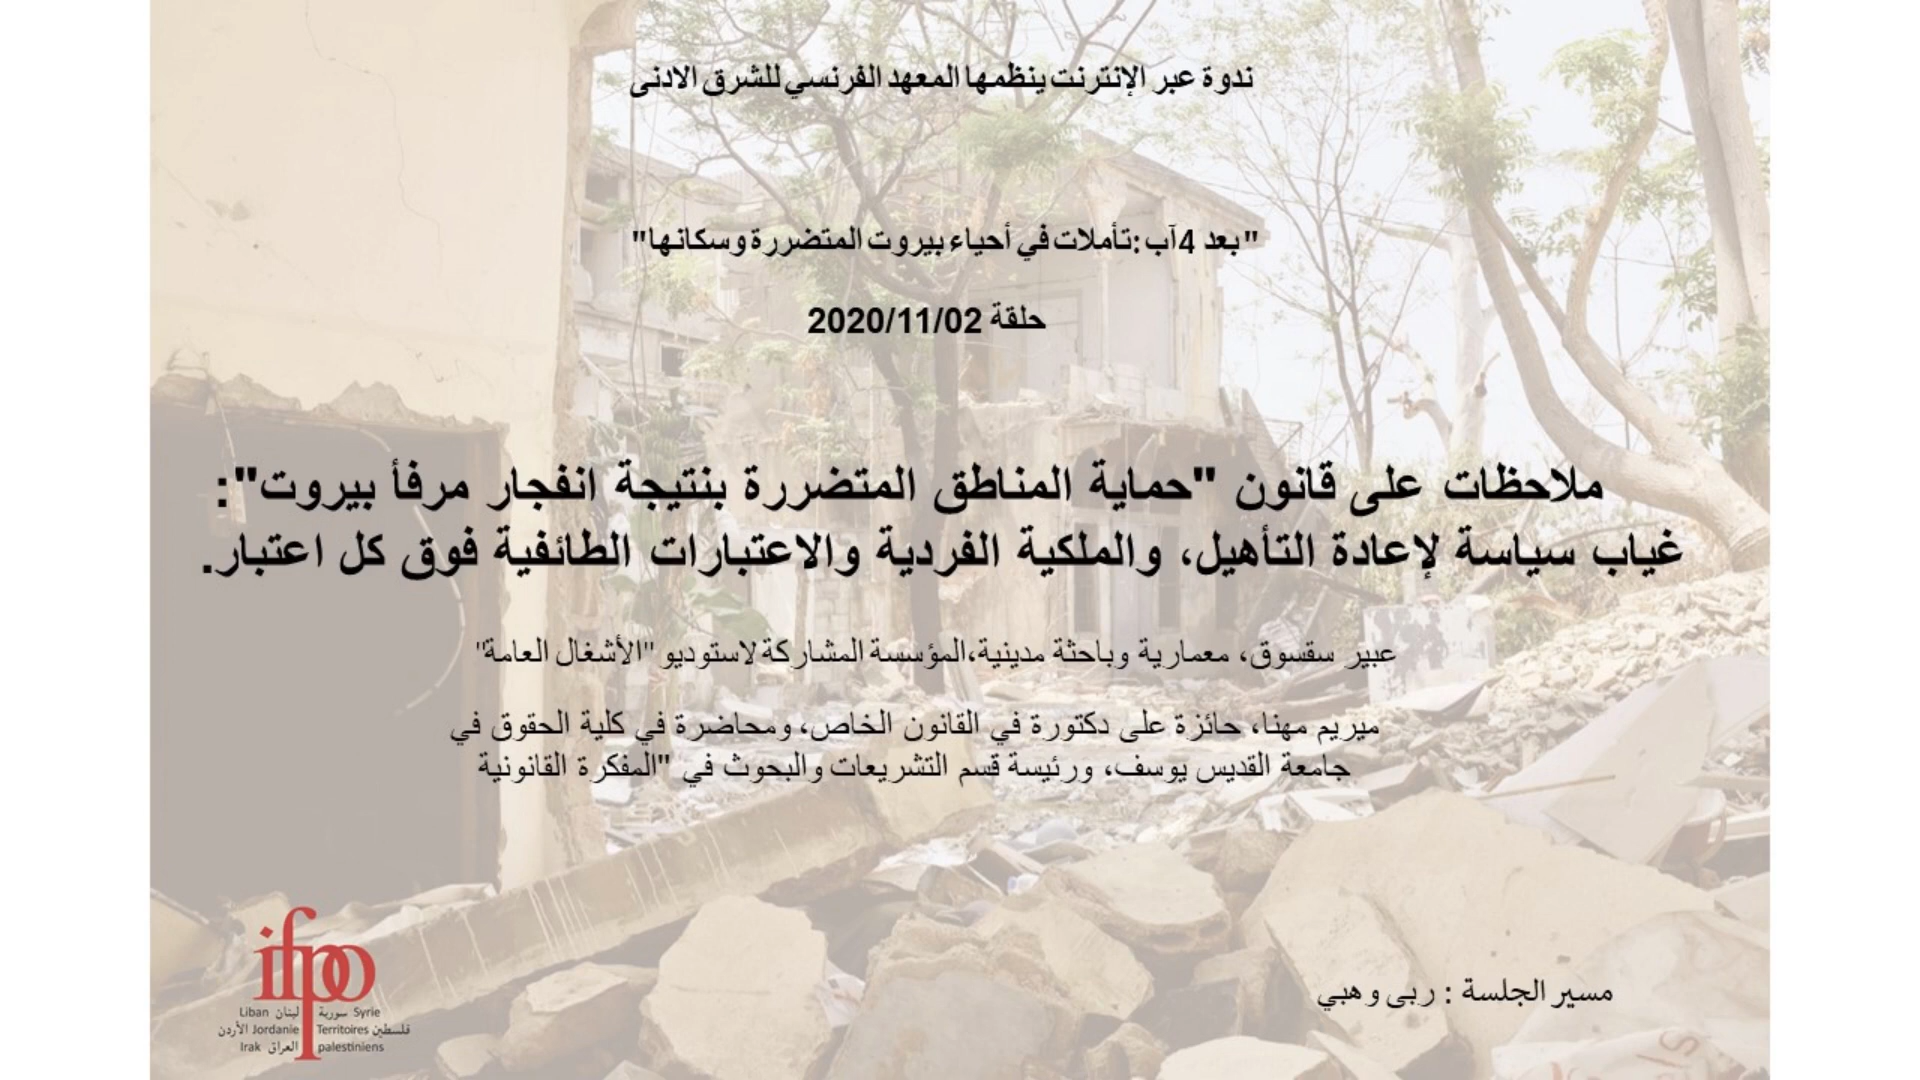 ندوة عبر الإنترنت ينظمها المعهد الفرنسي للشرق الادنى
"بعد 4آب :تأملات في أحياء بيروت المتضررة وسكانها"
حلقة 2020/11/02
ملاحظات على قانون "حماية المناطق المتضررة بنتيجة انفجار مرفأ بيروت":
غياب سياسة لإعادة التأهيل، والملكية الفردية والاعتبارات الطائفية فوق كل اعتبار.
عبير سقسوق، معمارية وباحثة مدينية،المؤسسة المشاركة لاستوديو "الأشغال العامة"
ميريم مهنا، حائزة على دكتورة في القانون الخاص، ومحاضرة في كلية الحقوق في
جامعة القديس يوسف، ورئيسة قسم التشريعات والبحوث في "المفكرة القانونية
مسير الجلسة : ربى وهبي
ifpo
Liban لبنان سورية Syrie
الأردن Jordanie Territoires فلسطين
Irak العراق palestiniens